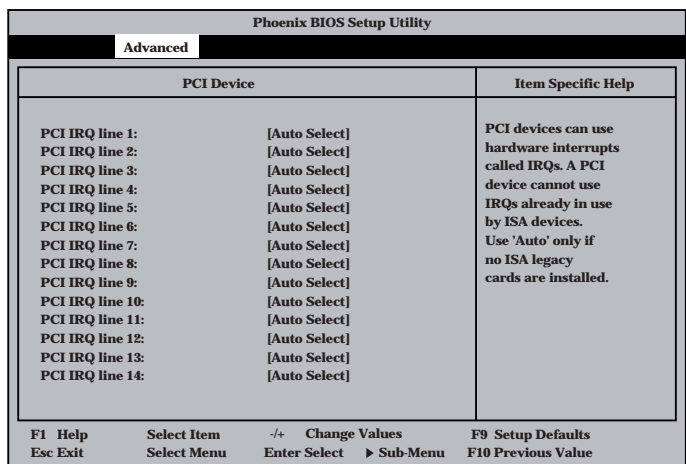 Phoenix BIOS Setup Utility
Advanced
PCI Device
PCI IRQ line 1: [Auto Select]
PCI IRQ line 2: [Auto Select]
PCI IRQ line 3: [Auto Select]
PCI IRQ line 4: [Auto Select]
PCI IRQ line 5: [Auto Select]
PCI IRQ line 6: [Auto Select]
PCI IRQ line 7: [Auto Select]
PCI IRQ line 8: [Auto Select]
PCI IRQ line 9: [Auto Select]
PCI IRQ line 10: [Auto Select]
PCI IRQ line 11: [Auto Select]
PCI IRQ line 12: [Auto Select]
PCI IRQ line 13: [Auto Select]
PCI IRQ line 14: [Auto Select]
Item Specific Help
PCI devices can use
hardware interrupts
called IRQs. A PCI
device cannot use
IRQs already in use
by ISA devices.
Use 'Auto' only if
no ISA legacy
cards are installed.
F1 Help Select Item -/+ Change Values F9 Setup Defaults
Esc Exit Select Menu Enter Select ▶ Sub-Menu F10 Previous Value